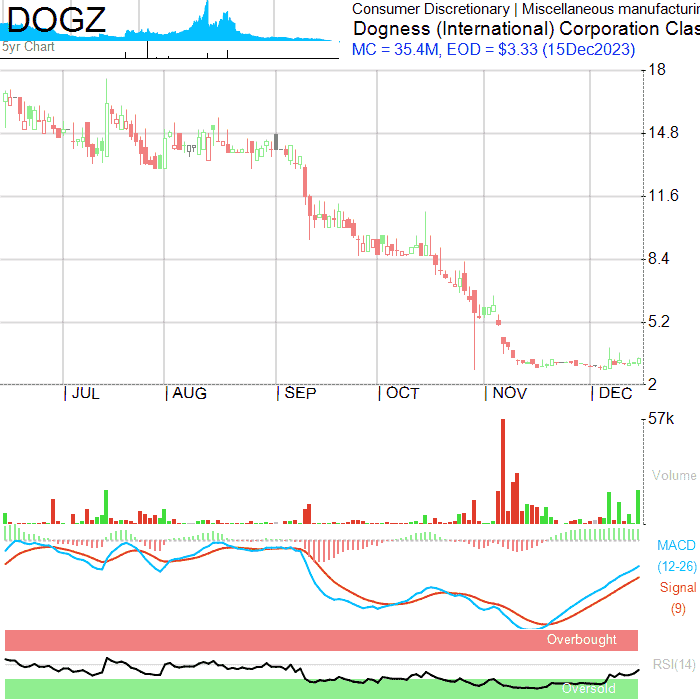 DOGZ
5yr Chart
Consumer Discretionary | Miscellaneous manufacturin
Dogness (International) Corporation Clas
MC = 35.4M, EOD = $3.33 (15Dec2023)
18
14.8
11.6
8.4
5.2
2
JUL AUG SEP OCT NOV DEC
57k
Volume
MACD
(12-26)
Signal
(9)
Overbought
RSI(14)
Oversold